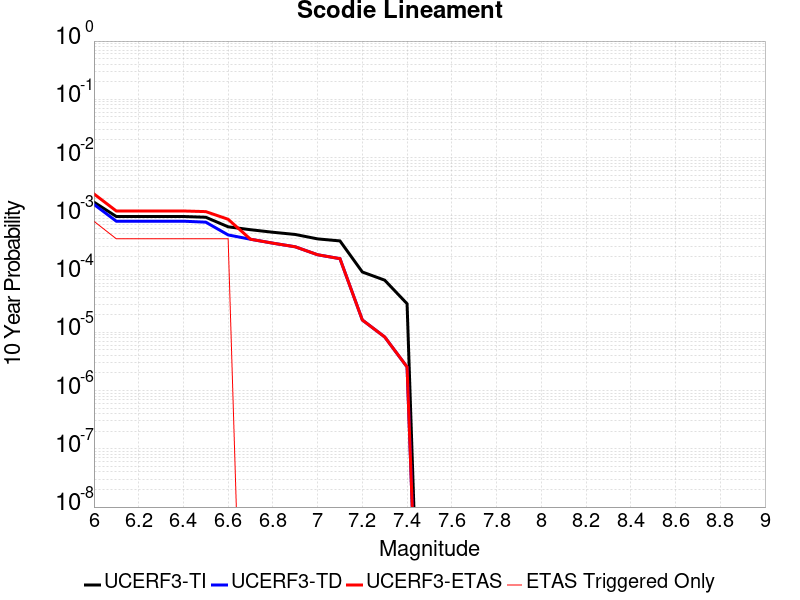 Scodie Lineament
10^0
10^-1
10^-2
10^-3
10^-4
10^-5
10^-6
10^-7
10^-8
10 Year Probability
6 6.2 6.4 6.6 6.8 7 7.2 7.4 7.6 7.8 8 8.2 8.4 8.6 8.8 9
Magnitude
UCERF3-TI UCERF3-TD UCERF3-ETAS ETAS Triggered Only